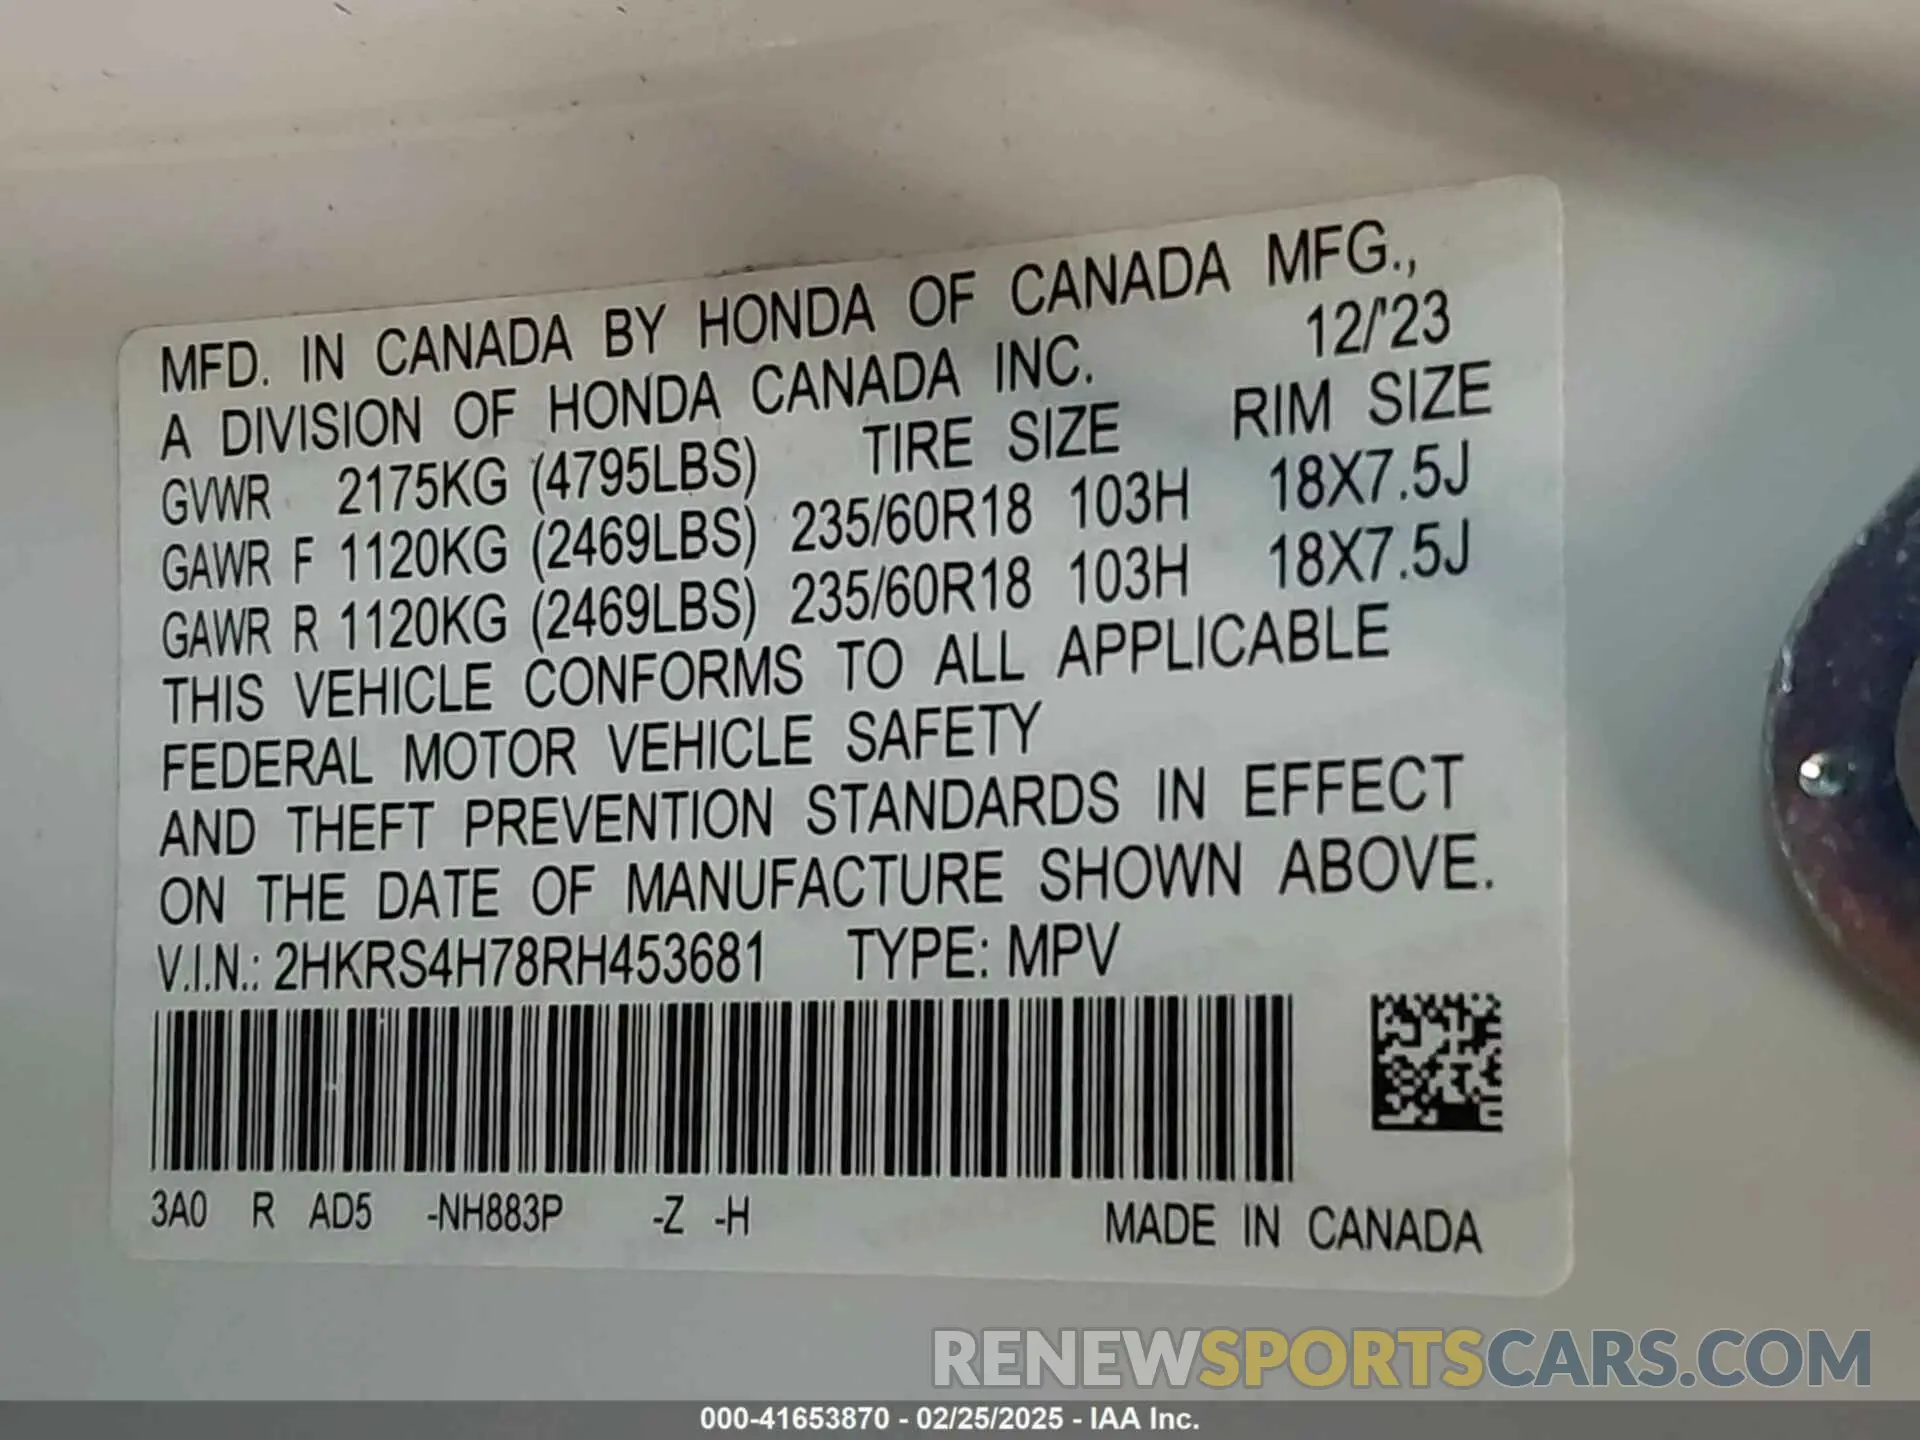 MFD. IN CANADA BY HONDA OF CANADA MFG.,
A DIVISION OF HONDA CANADA INC. 12/'23
GVWR 2175KG (4795LBS) TIRE SIZE RIM SIZE
GAWR F 1120KG (2469LBS) 235/60R18 103H 18X7.5J
GAWR R 1120KG (2469LBS) 235/60R18 103H 18X7.5J
THIS VEHICLE CONFORMS TO ALL APPLICABLE
FEDERAL MOTOR VEHICLE SAFETY
AND THEFT PREVENTION STANDARDS IN EFFECT
ON THE DATE OF MANUFACTURE SHOWN ABOVE.
V.I.N.: 2HKRS4H78RH453681 TYPE: MPV
3A0 R AD5 -NH883P -Z -H MADE IN CANADA
RENEWSPORTSCARS.COM
000-41653870 - 02/25/2025 - IAA Inc.